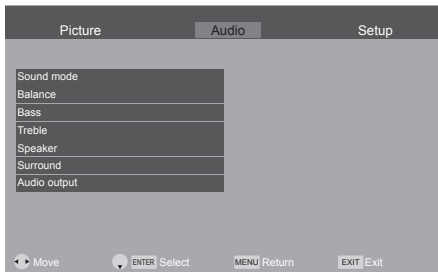 Picture Audio Setup
Sound mode
Balance
Bass
Treble
Speaker
Surround
Audio output
Move ENTER Select MENU Return EXIT Exit